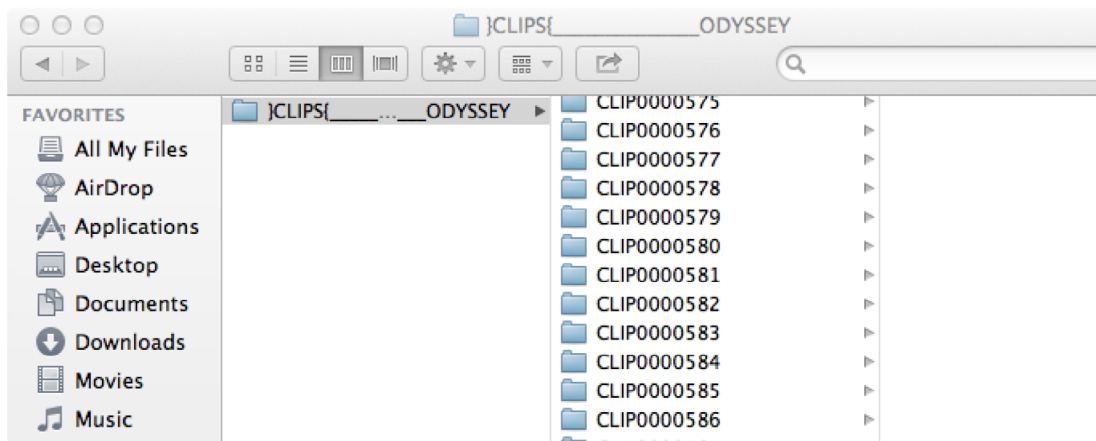 }CLIPS{______________ODYSSEY
FAVORITES
All My Files
AirDrop
Applications
Desktop
Documents
Downloads
Movies
Music
}CLIPS{_____...___ODYSSEY
CLIP0000575
CLIP0000576
CLIP0000577
CLIP0000578
CLIP0000579
CLIP0000580
CLIP0000581
CLIP0000582
CLIP0000583
CLIP0000584
CLIP0000585
CLIP0000586